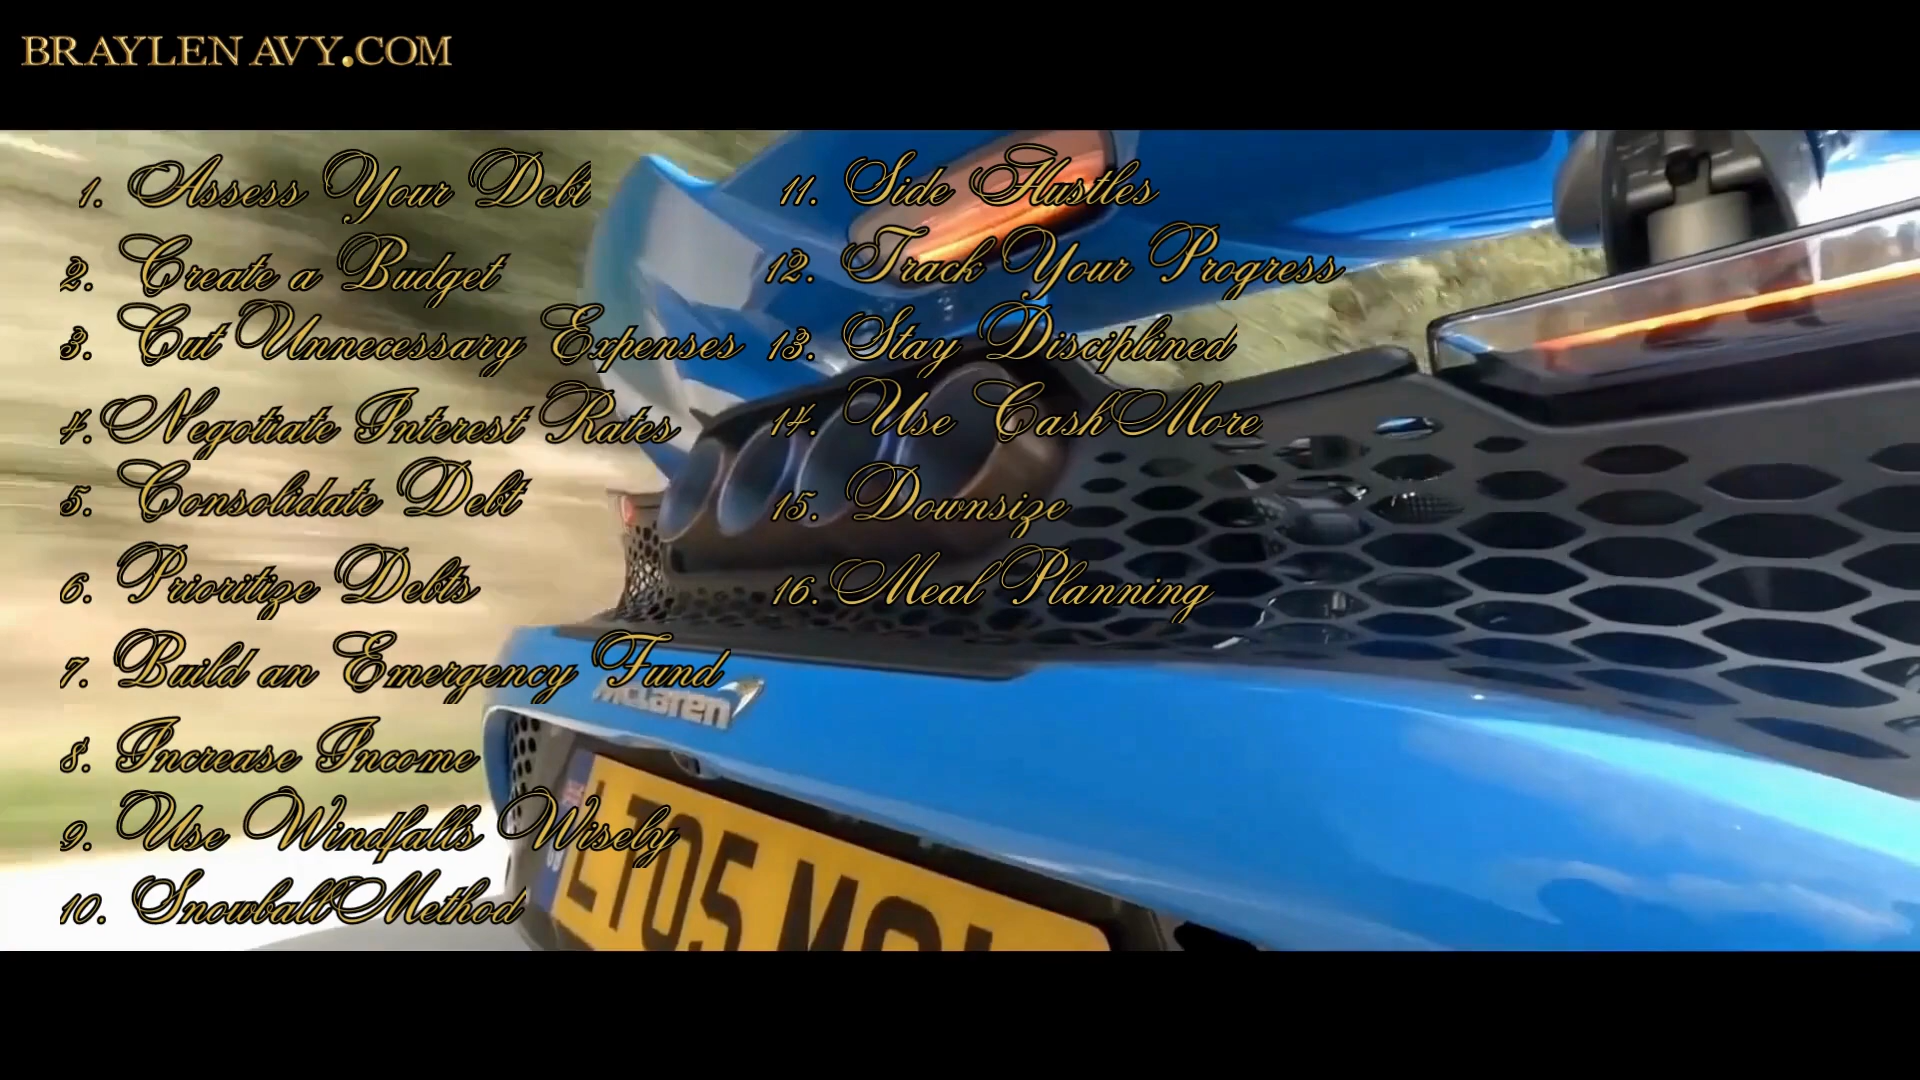 BRAYLEN AVY.COM
1. Assess Your Debt
2. Create a Budget
3. Cut Unnecessary Expenses
4. Negotiate Interest Rates
5. Consolidate Debt
6. Prioritize Debts
7. Build an Emergency Fund
8. Increase Income
9. Use Windfalls Wisely
10. Snowball Method
11. Side Hustles
12. Track Your Progress
13. Stay Disciplined
14. Use Cash More
15. Downsize
16. Meal Planning
McLaren
LT05